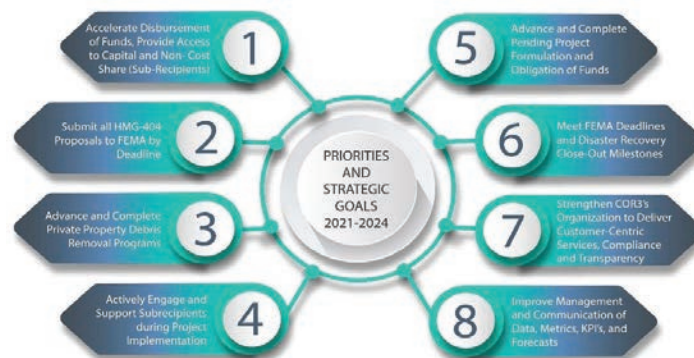 Accelerate Disbursement
of Funds, Provide Access
to Capital and Non- Cost
Share (Sub-Recipients)
1
Submit all HMG-404
Proposals to FEMA by
Deadline
2
Advance and Complete
Private Property Debris
Removal Programs
3
Actively Engage and
Support Subrecipients
during Project
Implementation
4
PRIORITIES
AND
STRATEGIC
GOALS
2021-2024
5
Advance and Complete
Pending Project
Formulation and
Obligation of Funds
6
Meet FEMA Deadlines
and Disaster Recovery
Close-Out Milestones
7
Strengthen COR3's
Organization to Deliver
Customer-Centric
Services, Compliance
and Transparency
8
Improve Management
and Communication of
Data, Metrics, KPI's, and
Forecasts